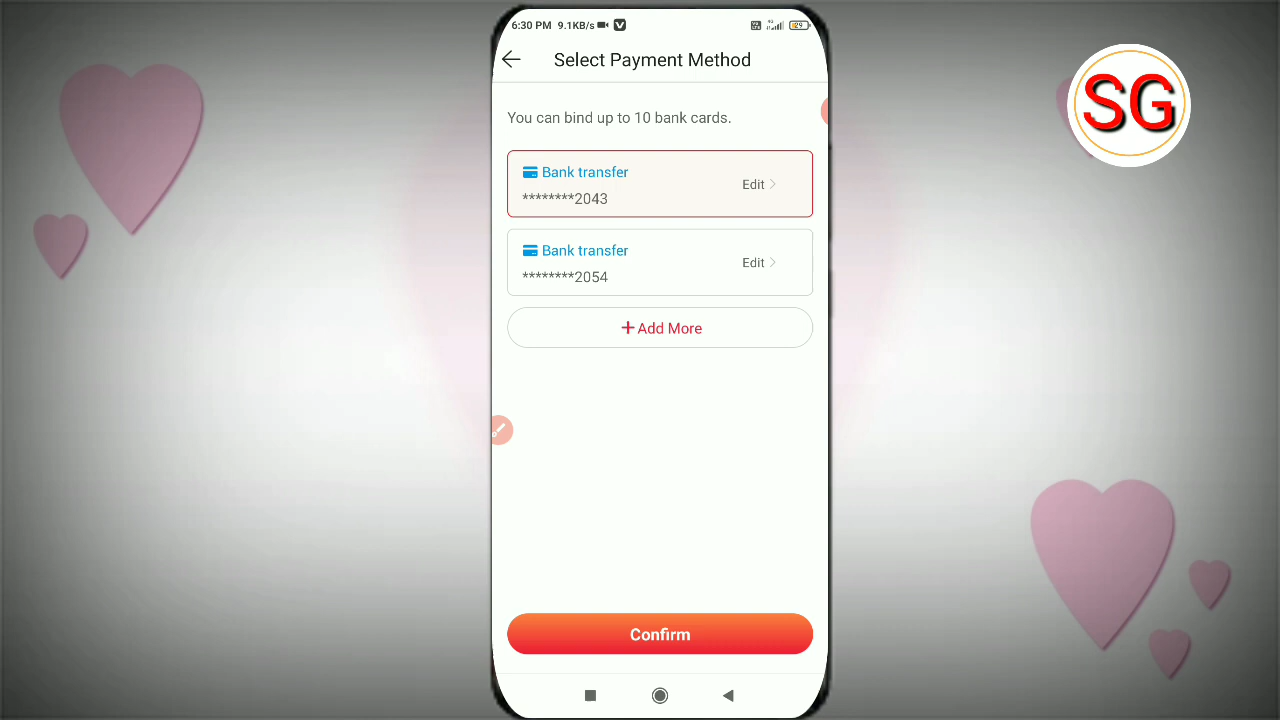 6:30 PM 9.1KB/s
29
Select Payment Method
SG
You can bind up to 10 bank cards.
Bank transfer
********2043
Edit
Bank transfer
********2054
Edit
+Add More
Confirm